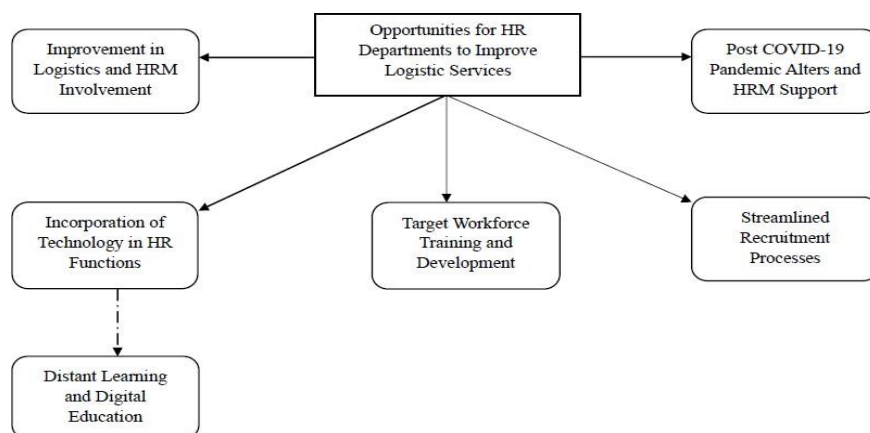 Improvement in
Logistics and HRM
Involvement
Opportunities for HR
Departments to Improve
Logistic Services
Post COVID-19
Pandemic Alters and
HRM Support
Incorporation of
Technology in HR
Functions
Target Workforce
Training and
Development
Streamlined
Recruitment
Processes
Distant Learning
and Digital
Education